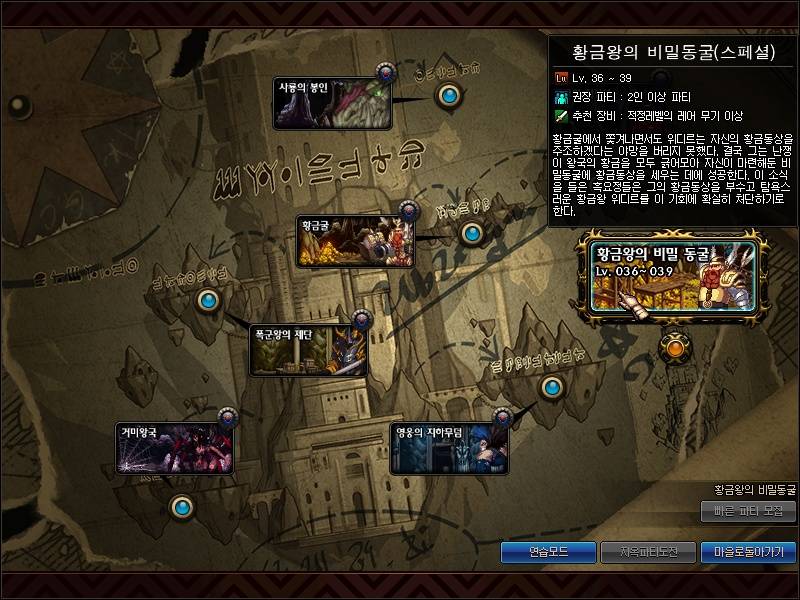 황금왕의 비밀동굴(스페셜)
Lv. 36 ~ 39
권장 파티 : 2인 이상 파티
추천 장비 : 적정레벨의 레어 무기 이상
황금굴에서 쫓겨나면서도 위디르는 자신의 황금동상을
주조하겠다는 야망을 버리지 못했다. 결국 그는 난쟁
이 왕국의 황금을 모두 긁어모아 자신이 마련해둔 비
밀동굴에 황금동상을 세우는 데에 성공한다. 이 소식
을 들은 흑요정들은 그의 황금동상을 부수고 탐욕스
러운 황금왕 위디르를 이 기회에 확실히 처단하기로
한다.
사룡의 봉인
황금굴
황금왕의 비밀 동굴
Lv. 036~039
폭군왕의 제단
거미왕국
영웅의 지하무덤
황금왕의 비밀동굴
빠른 파티 모집
연습모드
지옥파티도전
마을로돌아가기